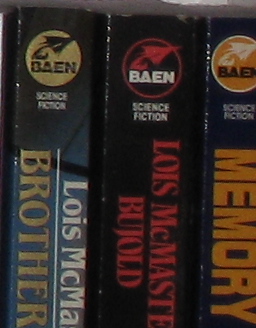 BAEN
SCIENCE
FICTION
LOIS McMA
BROTHER
BAEN
SCIENCE
FICTION
LOIS McMASTE
BUJOLD
BAEN
SCIENCE
FICTION
MEMORY